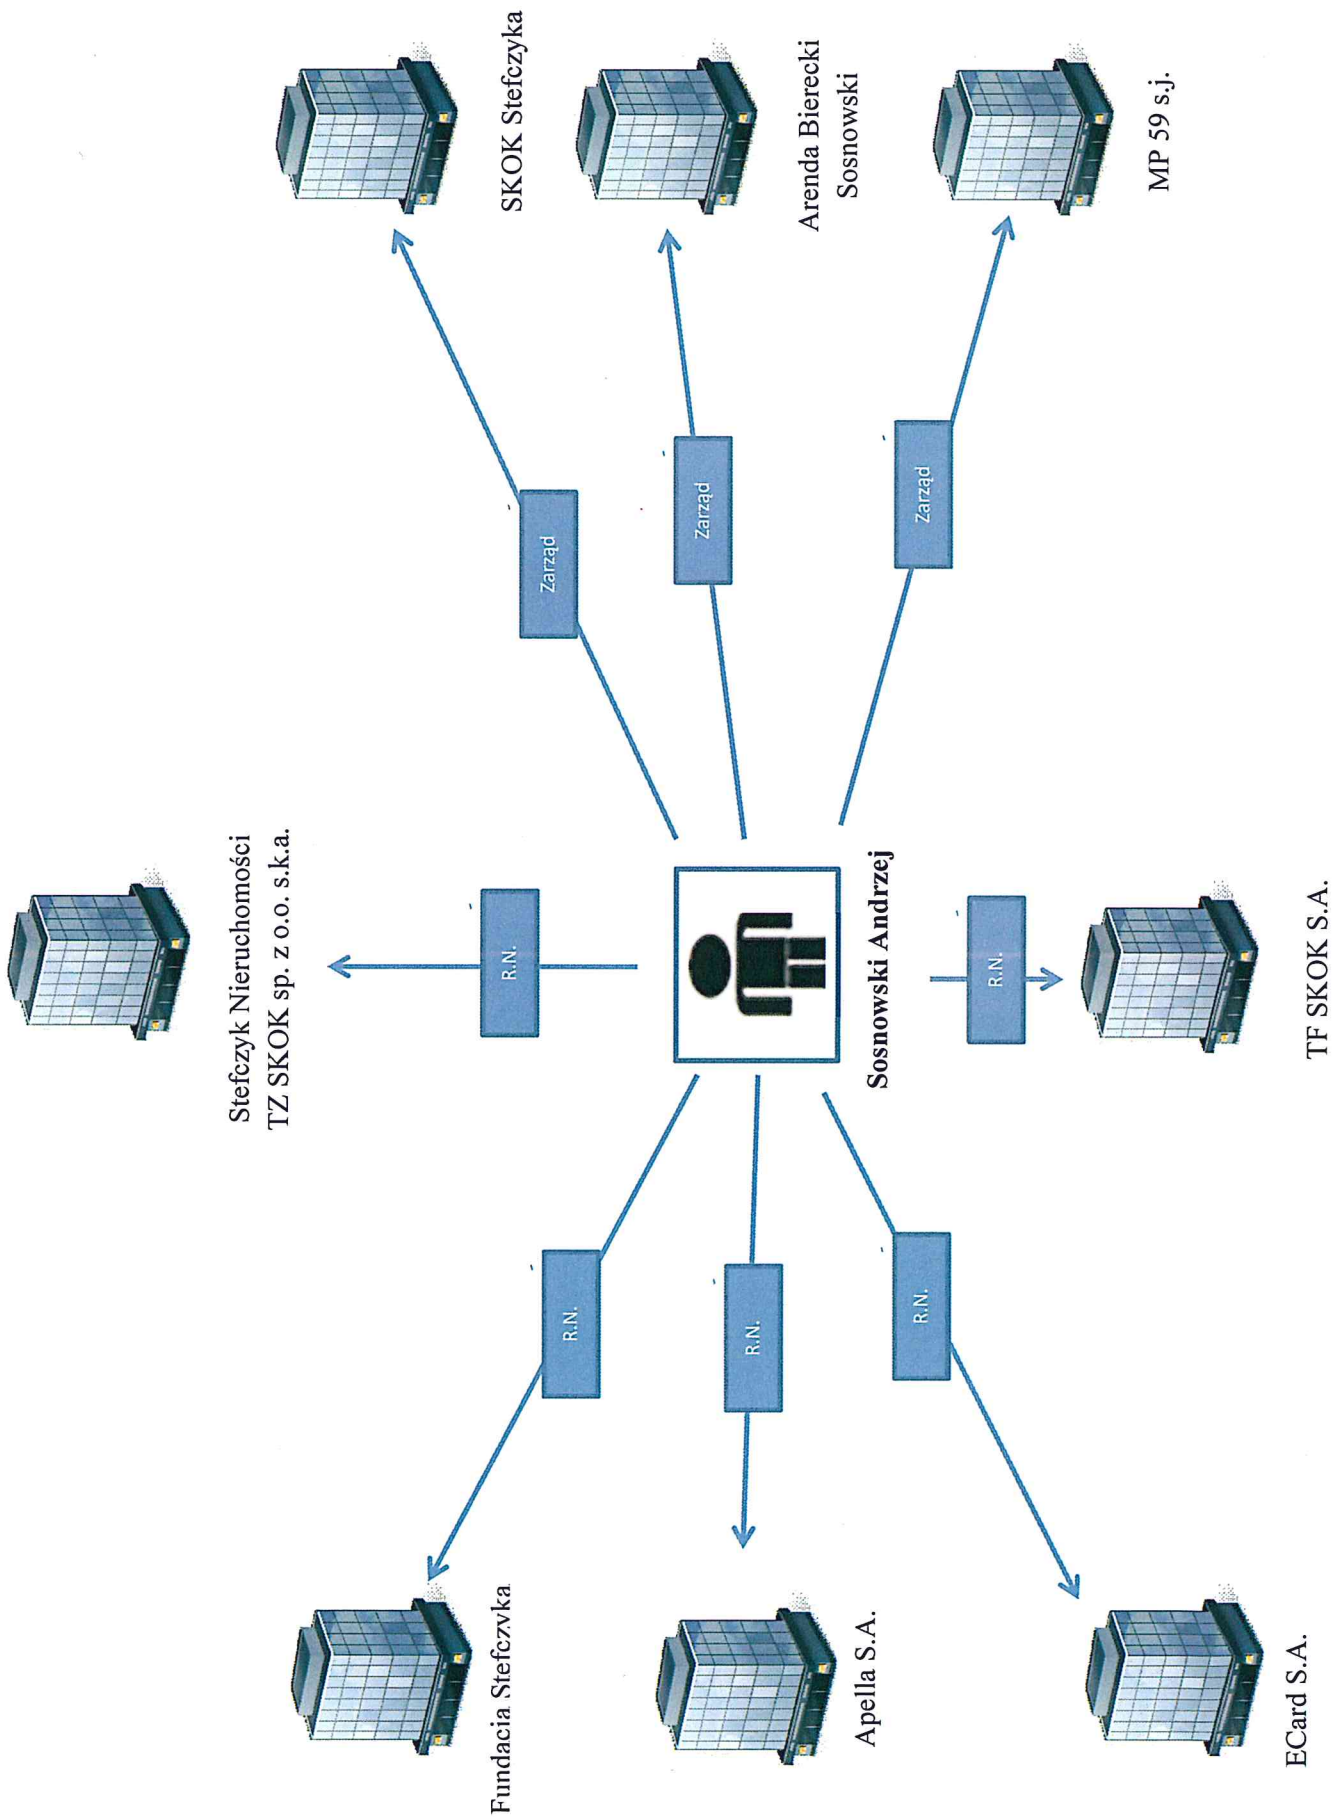 Stefczyk Nieruchomości
TZ SKOK sp. z o.o. s.k.a.
Fundacja Stefczyka
R.N.
R.N.
Zarząd
SKOK Stefczyka
Apella S.A.
R.N.
Zarząd
Arenda Bierecki
Sosnowski
Sosnowski Andrzej
ECard S.A.
R.N.
R.N.
Zarząd
MP 59 s.j.
TF SKOK S.A.